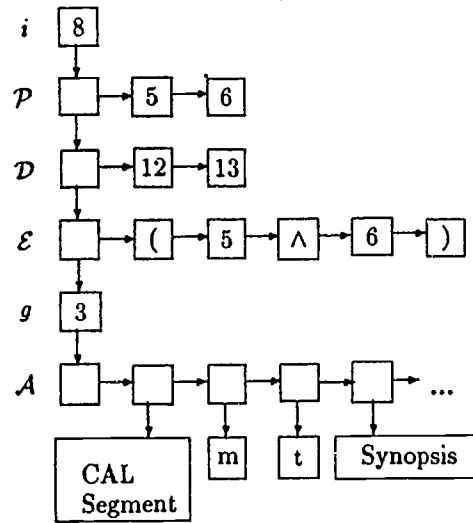 i 8
𝒫 5 6
𝒟 12 13
ℰ ( 5 ∧ 6 )
g 3
𝒜 ...
CAL m t Synopsis
Segment